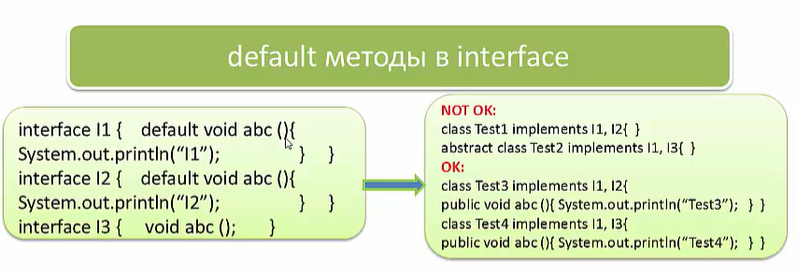 default методы в interface
interface I1 { default void abc (){
System.out.println(“I1”); } }
interface I2 { default void abc (){
System.out.println(“I2”); } }
interface I3 { void abc (); }
NOT OK:
class Test1 implements I1, I2{ }
abstract class Test2 implements I1, I3{ }
OK:
class Test3 implements I1, I2{
public void abc (){ System.out.println(“Test3”); } }
class Test4 implements I1, I3{
public void abc (){ System.out.println(“Test4”); } }